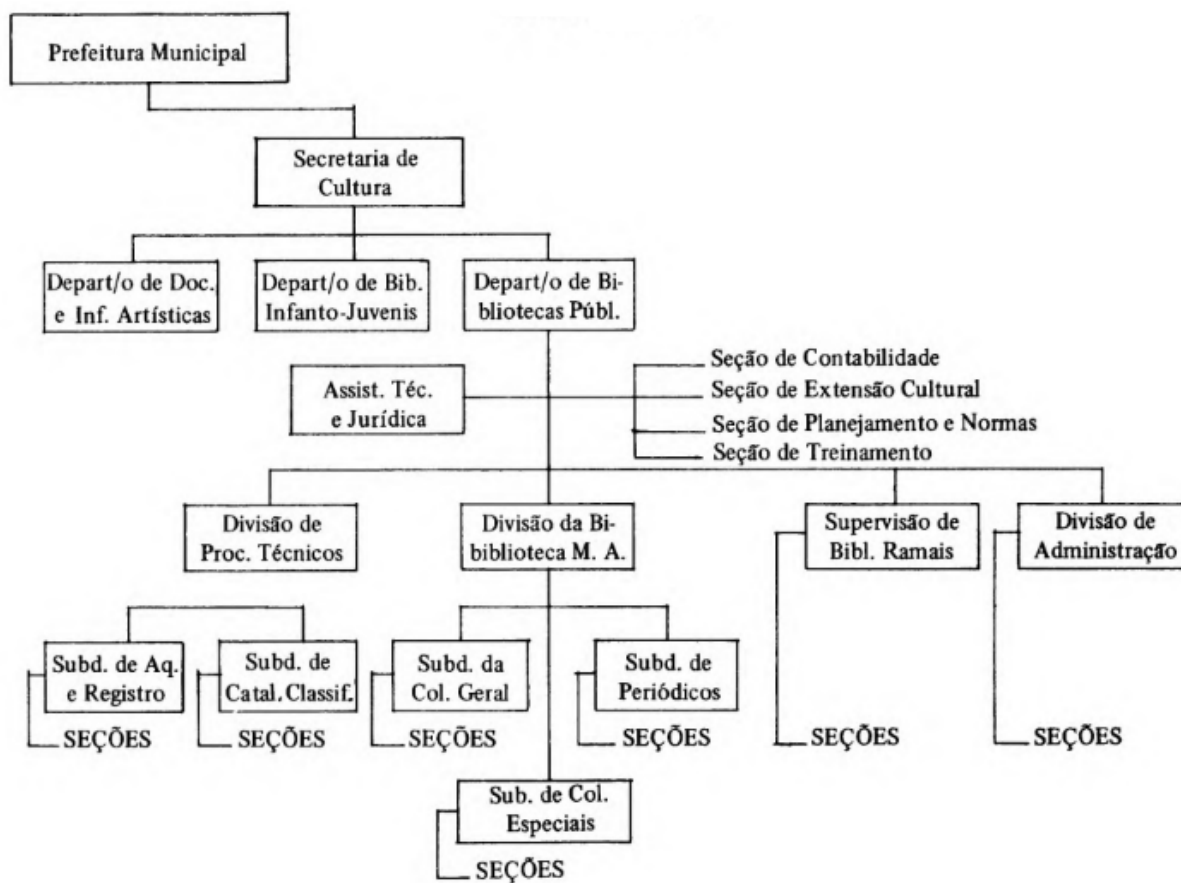 Prefeitura Municipal
Secretaria de
Cultura
Depart/o de Doc.
e Inf. Artísticas
Depart/o de Bib.
Infanto-Juvenis
Depart/o de Bi-
bliotecas Públ.
Assist. Téc.
e Jurídica
Seção de Contabilidade
Seção de Extensão Cultural
Seção de Planejamento e Normas
Seção de Treinamento
Divisão de
Proc. Técnicos
Divisão da Bi-
biblioteca M. A.
Supervisão de
Bibl. Ramais
Divisão de
Administração
Subd. de Aq.
e Registro
Subd. de
Catal. Classif.
Subd. da
Col. Geral
Subd. de
Periódicos
SEÇÕES
SEÇÕES
SEÇÕES
SEÇÕES
SEÇÕES
SEÇÕES
Sub. de Col.
Especiais
SEÇÕES